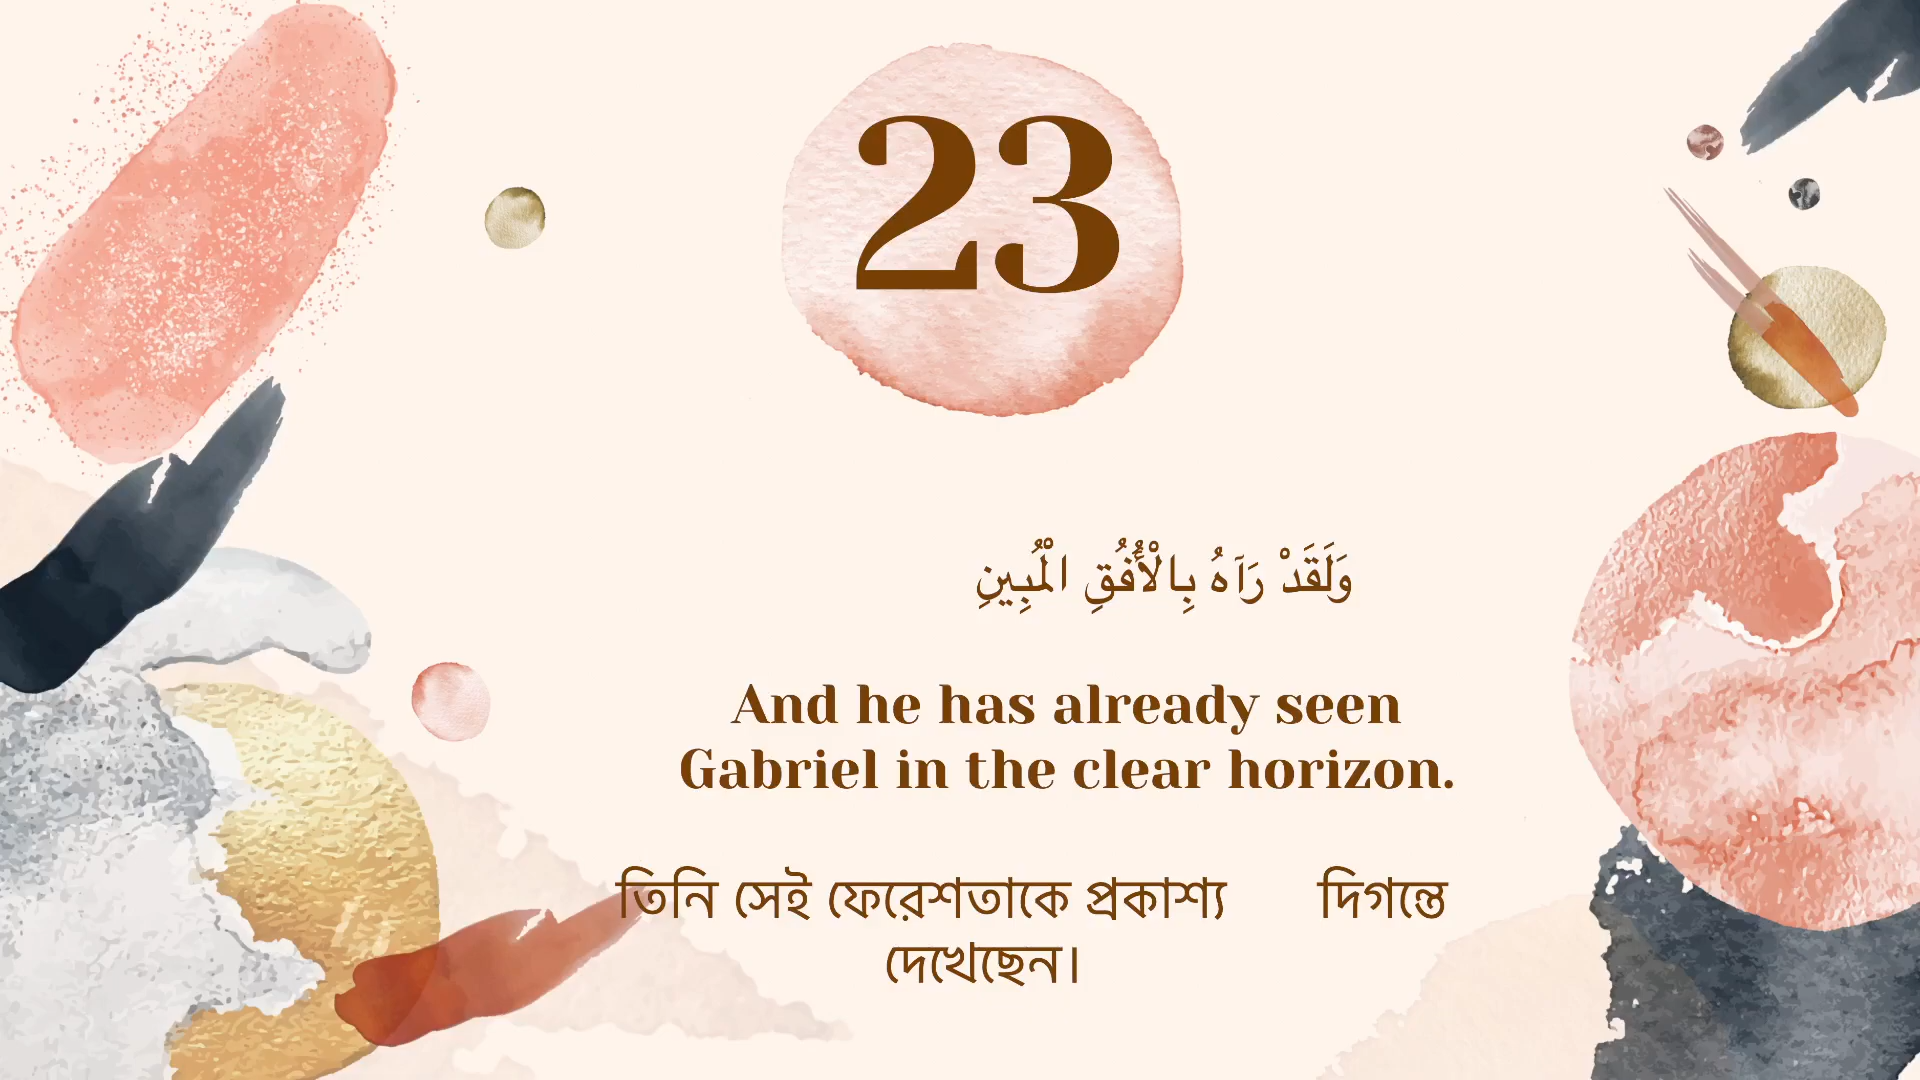 23
وَلَقَدْ رَآهُ بِالْأُفُقِ الْمُبِينِ
And he has already seen
Gabriel in the clear horizon.
তিনি সেই ফেরেশতাকে প্রকাশ্য দিগন্তে
দেখেছেন।